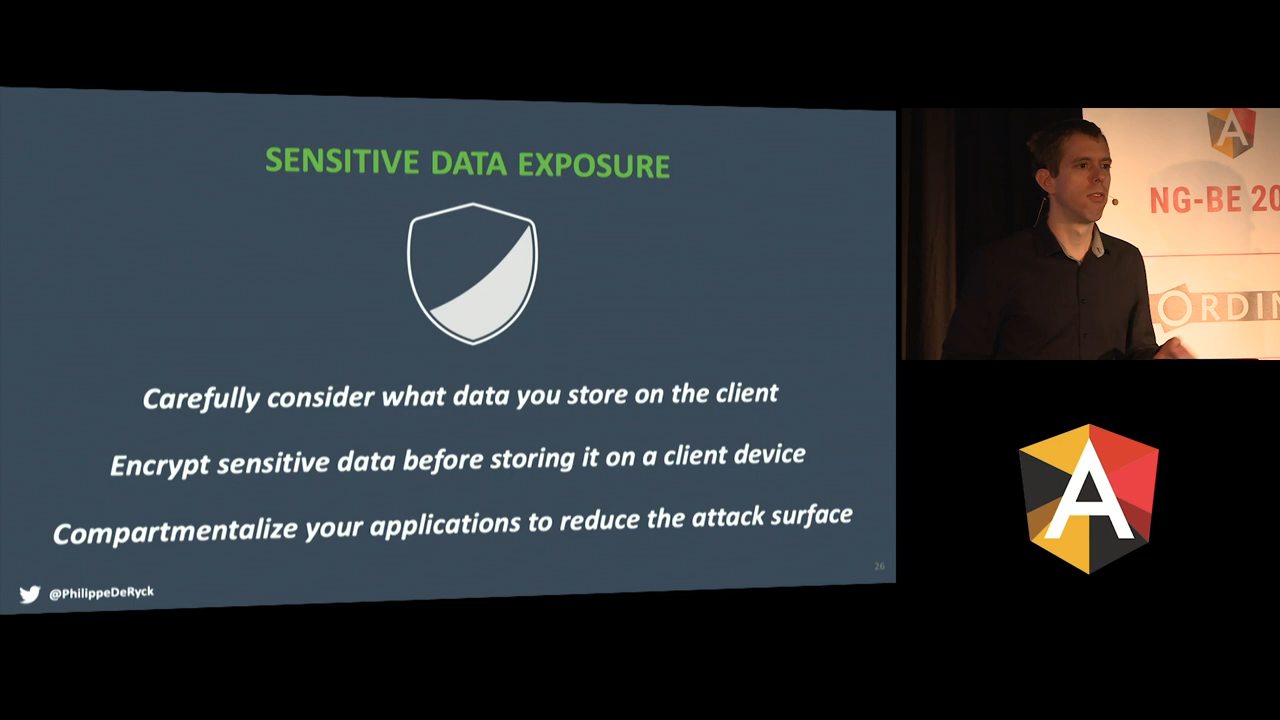 SENSITIVE DATA EXPOSURE
Carefully consider what data you store on the client
Encrypt sensitive data before storing it on a client device
Compartmentalize your applications to reduce the attack surface
26
@PhilippeDeRyck
A
NG-BE 20
ORDIN
A